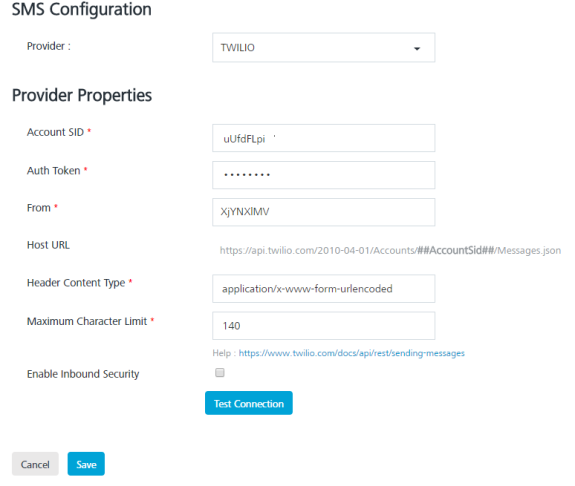 SMS Configuration
Provider :
TWILIO
Provider Properties
Account SID *
uUfdFLpi '
Auth Token *
••••••••
From *
XjYNXlMV
Host URL
https://api.twilio.com/2010-04-01/Accounts/##AccountSid##/Messages.json
Header Content Type *
application/x-www-form-urlencoded
Maximum Character Limit *
140
Help : https://www.twilio.com/docs/api/rest/sending-messages
Enable Inbound Security
Test Connection
Cancel Save